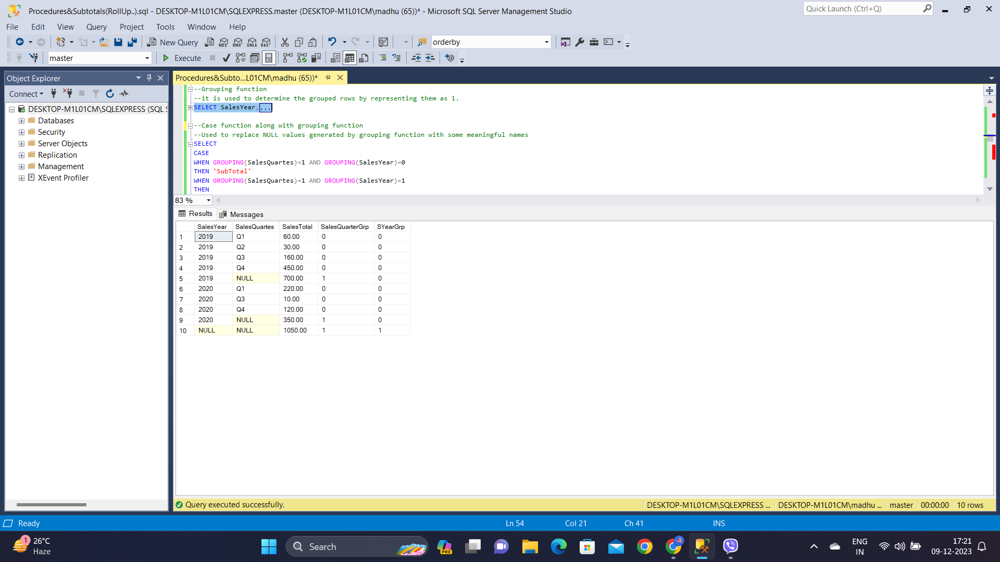 Procedures&Subtotals(RollUp..).sql - DESKTOP-M1L01CM\SQLEXPRESS.master (DESKTOP-M1L01CM\madhu (65))* - Microsoft SQL Server Management Studio
Quick Launch (Ctrl+Q)
File Edit View Query Project Tools Window Help
New Query MDX DMX XMLA DAX orderby
master Execute
Object Explorer
Connect
DESKTOP-M1L01CM\SQLEXPRESS (SQL S
Databases
Security
Server Objects
Replication
Management
XEvent Profiler
Procedures&Subto...L01CM\madhu (65))*
--Grouping function
--it is used to determine the grouped rows by representing them as 1.
SELECT SalesYear,...
--Case function along with grouping function
--Used to replace NULL values generated by grouping function with some meaningful names
SELECT
CASE
WHEN GROUPING(SalesQuartes)=1 AND GROUPING(SalesYear)=0
THEN 'SubTotal'
WHEN GROUPING(SalesQuartes)=1 AND GROUPING(SalesYear)=1
THEN
83 %
Results Messages
SalesYear SalesQuartes SalesTotal SalesQuarterGrp SYearGrp
1 2019 Q1 60.00 0 0
2 2019 Q2 30.00 0 0
3 2019 Q3 160.00 0 0
4 2019 Q4 450.00 0 0
5 2019 NULL 700.00 1 0
6 2020 Q1 220.00 0 0
7 2020 Q3 10.00 0 0
8 2020 Q4 120.00 0 0
9 2020 NULL 350.00 1 0
10 NULL NULL 1050.00 1 1
Query executed successfully. DESKTOP-M1L01CM\SQLEXPRESS ... DESKTOP-M1L01CM\madhu ... master 00:00:00 10 rows
Ready Ln 54 Col 21 Ch 41 INS
1 26°C
Haze
Search
PRE
ENG
IN
17:21
09-12-2023